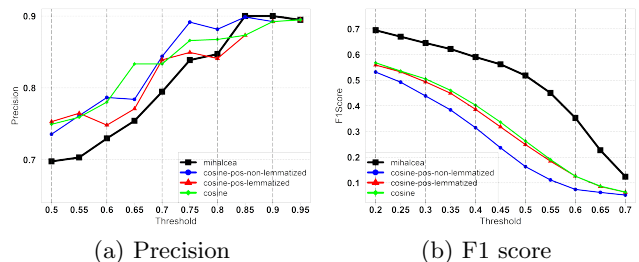 0.9
0.8
0.7
Precision
mihalcea
cosine-pos-non-lemmatized
cosine-pos-lemmatized
cosine
0.5 0.55 0.6 0.65 0.7 0.75 0.8 0.85 0.9 0.95
Threshold
(a) Precision
0.7
0.6
0.5
0.4
0.3
0.2
0.1
F1Score
mihalcea
cosine-pos-non-lemmatized
cosine-pos-lemmatized
cosine
0.2 0.25 0.3 0.35 0.4 0.45 0.5 0.55 0.6 0.65 0.7
Threshold
(b) F1 score